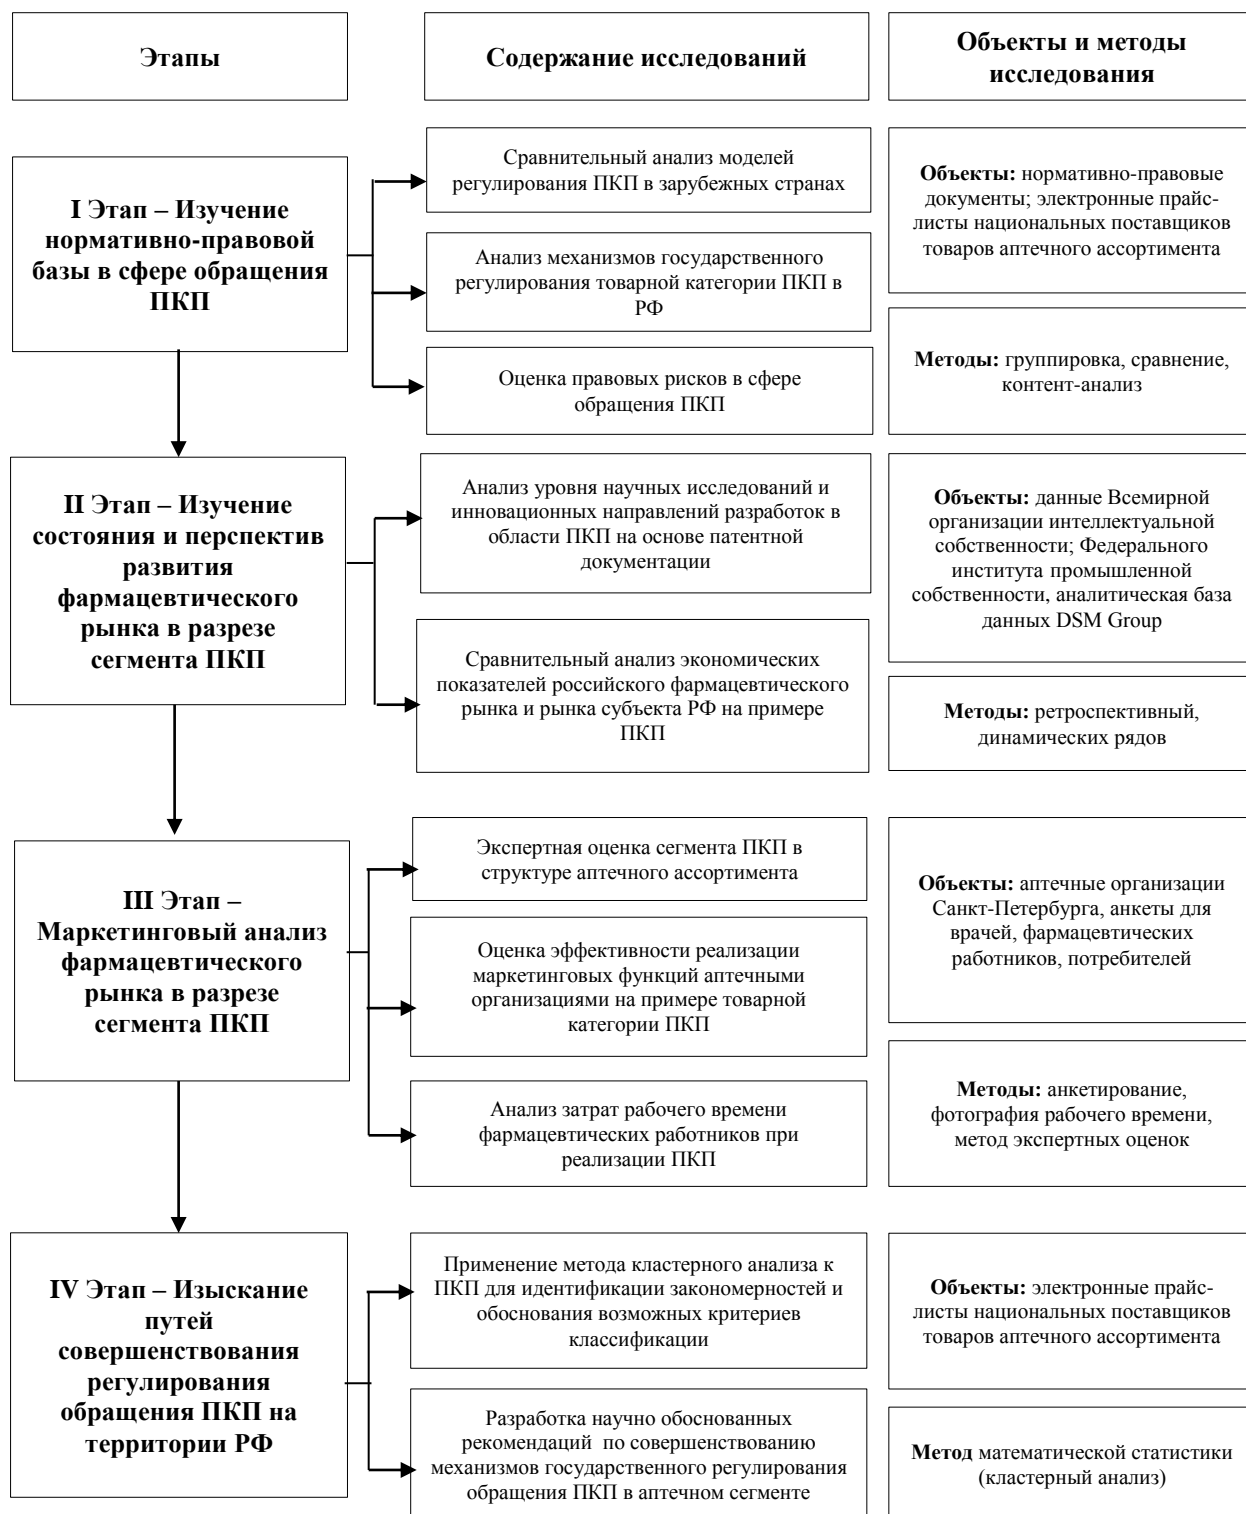 Этапы
Содержание исследований
Объекты и методы
исследования
I Этап – Изучение
нормативно-правовой
базы в сфере обращения
ПКП
Сравнительный анализ моделей
регулирования ПКП в зарубежных странах
Анализ механизмов государственного
регулирования товарной категории ПКП в
РФ
Оценка правовых рисков в сфере
обращения ПКП
Объекты: нормативно-правовые
документы; электронные прайс-
листы национальных поставщиков
товаров аптечного ассортимента
Методы: группировка, сравнение,
контент-анализ
II Этап – Изучение
состояния и перспектив
развития
фармацевтического
рынка в разрезе
сегмента ПКП
Анализ уровня научных исследований и
инновационных направлений разработок в
области ПКП на основе патентной
документации
Сравнительный анализ экономических
показателей российского фармацевтического
рынка и рынка субъекта РФ на примере
ПКП
Объекты: данные Всемирной
организации интеллектуальной
собственности; Федерального
института промышленной
собственности, аналитическая база
данных DSM Group
Методы: ретроспективный,
динамических рядов
III Этап –
Маркетинговый анализ
фармацевтического
рынка в разрезе
сегмента ПКП
Экспертная оценка сегмента ПКП в
структуре аптечного ассортимента
Оценка эффективности реализации
маркетинговых функций аптечными
организациями на примере товарной
категории ПКП
Анализ затрат рабочего времени
фармацевтических работников при
реализации ПКП
Объекты: аптечные организации
Санкт-Петербурга, анкеты для
врачей, фармацевтических
работников, потребителей
Методы: анкетирование,
фотография рабочего времени,
метод экспертных оценок
IV Этап – Изыскание
путей
совершенствования
регулирования
обращения ПКП на
территории РФ
Применение метода кластерного анализа к
ПКП для идентификации закономерностей и
обоснования возможных критериев
классификации
Разработка научно обоснованных
рекомендаций по совершенствованию
механизмов государственного регулирования
обращения ПКП в аптечном сегменте
Объекты: электронные прайс-
листы национальных поставщиков
товаров аптечного ассортимента
Метод математической статистики
(кластерный анализ)